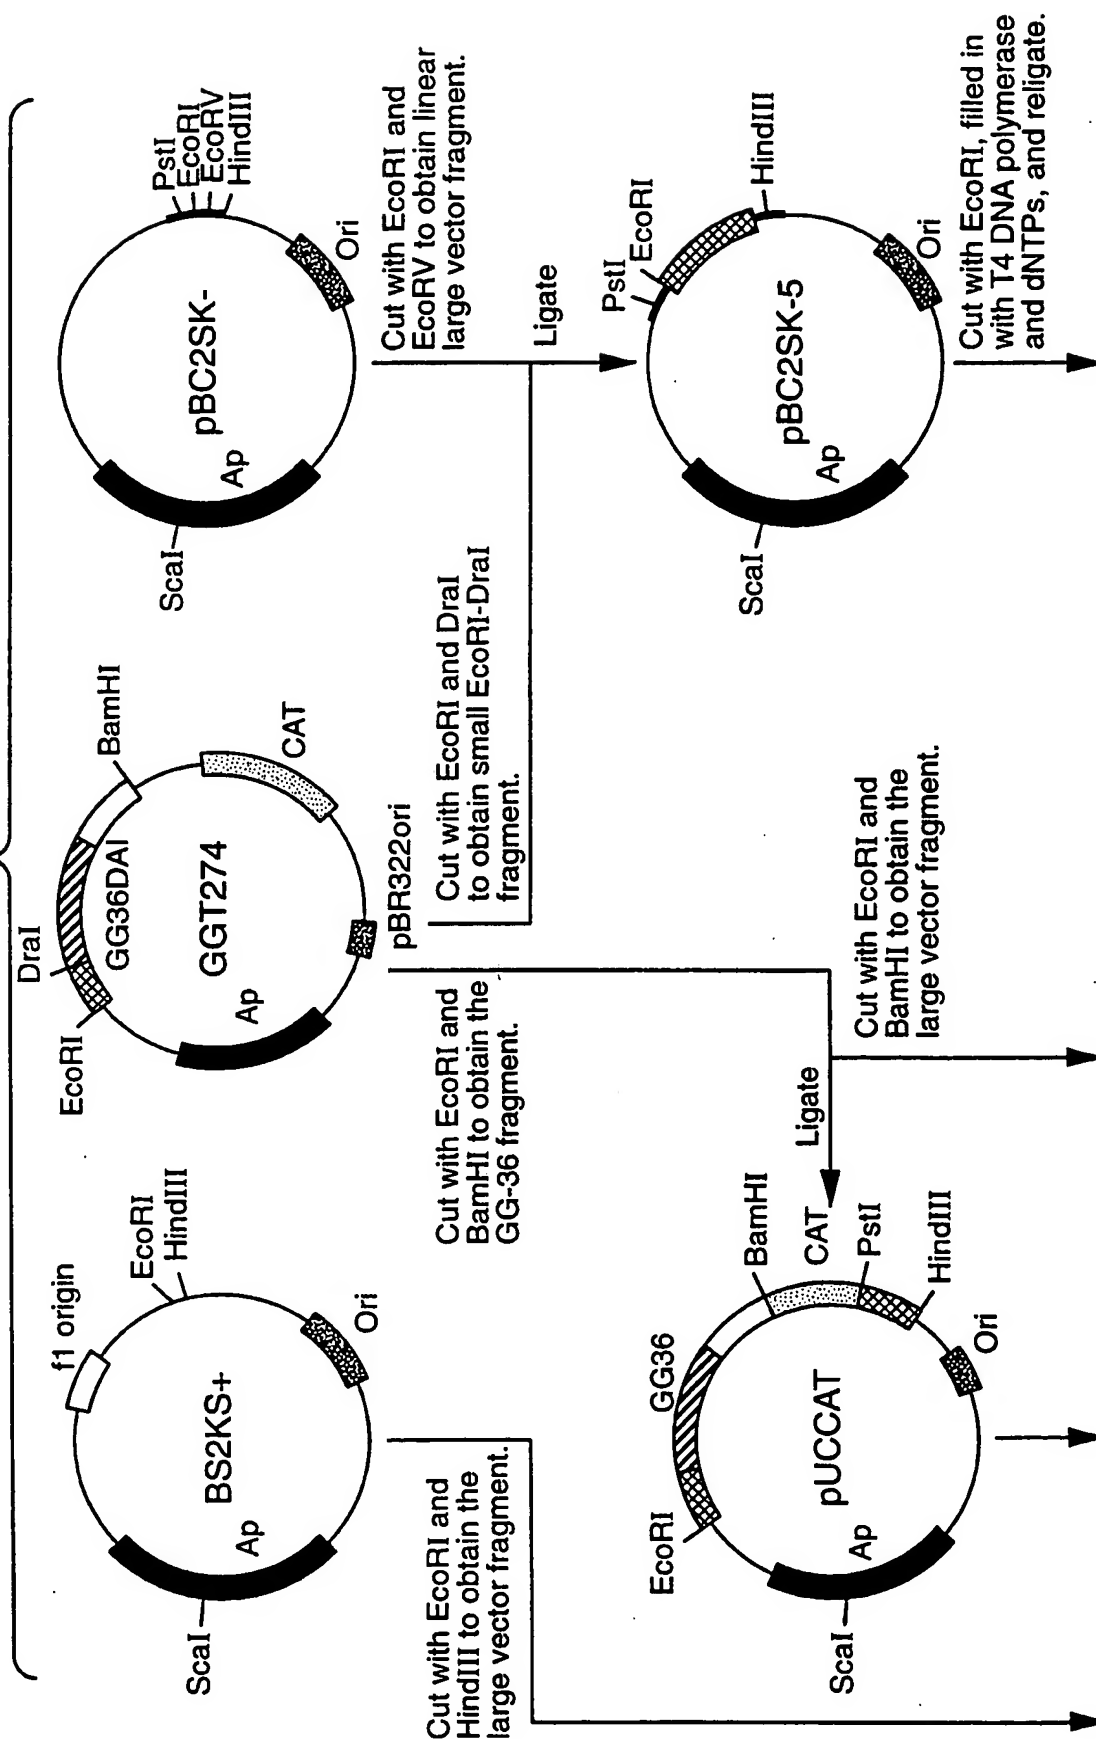 ScaI
Ap
BS2KS+
f1 origin
EcoRI
HindIII
Ori
Cut with EcoRI and
HindIII to obtain the
large vector fragment.
EcoRI
DraI
GG36DAI
BamHI
GGT274
Ap
CAT
pBR322ori
Cut with EcoRI and
BamHI to obtain the
GG-36 fragment.
Cut with EcoRI and DraI
to obtain small EcoRI-DraI
fragment.
ScaI
Ap
pBC2SK-
PstI
EcoRI
EcoRV
HindIII
Ori
Cut with EcoRI and
EcoRV to obtain linear
large vector fragment.
Ligate
ScaI
Ap
pUCCAT
EcoRI
GG36
BamHI
CAT
PstI
HindIII
Ori
Ligate
Cut with EcoRI and
BamHI to obtain the
large vector fragment.
ScaI
Ap
pBC2SK-5
PstI
EcoRI
HindIII
Ori
Cut with EcoRI, filled in
with T4 DNA polymerase
and dNTPs, and religate.